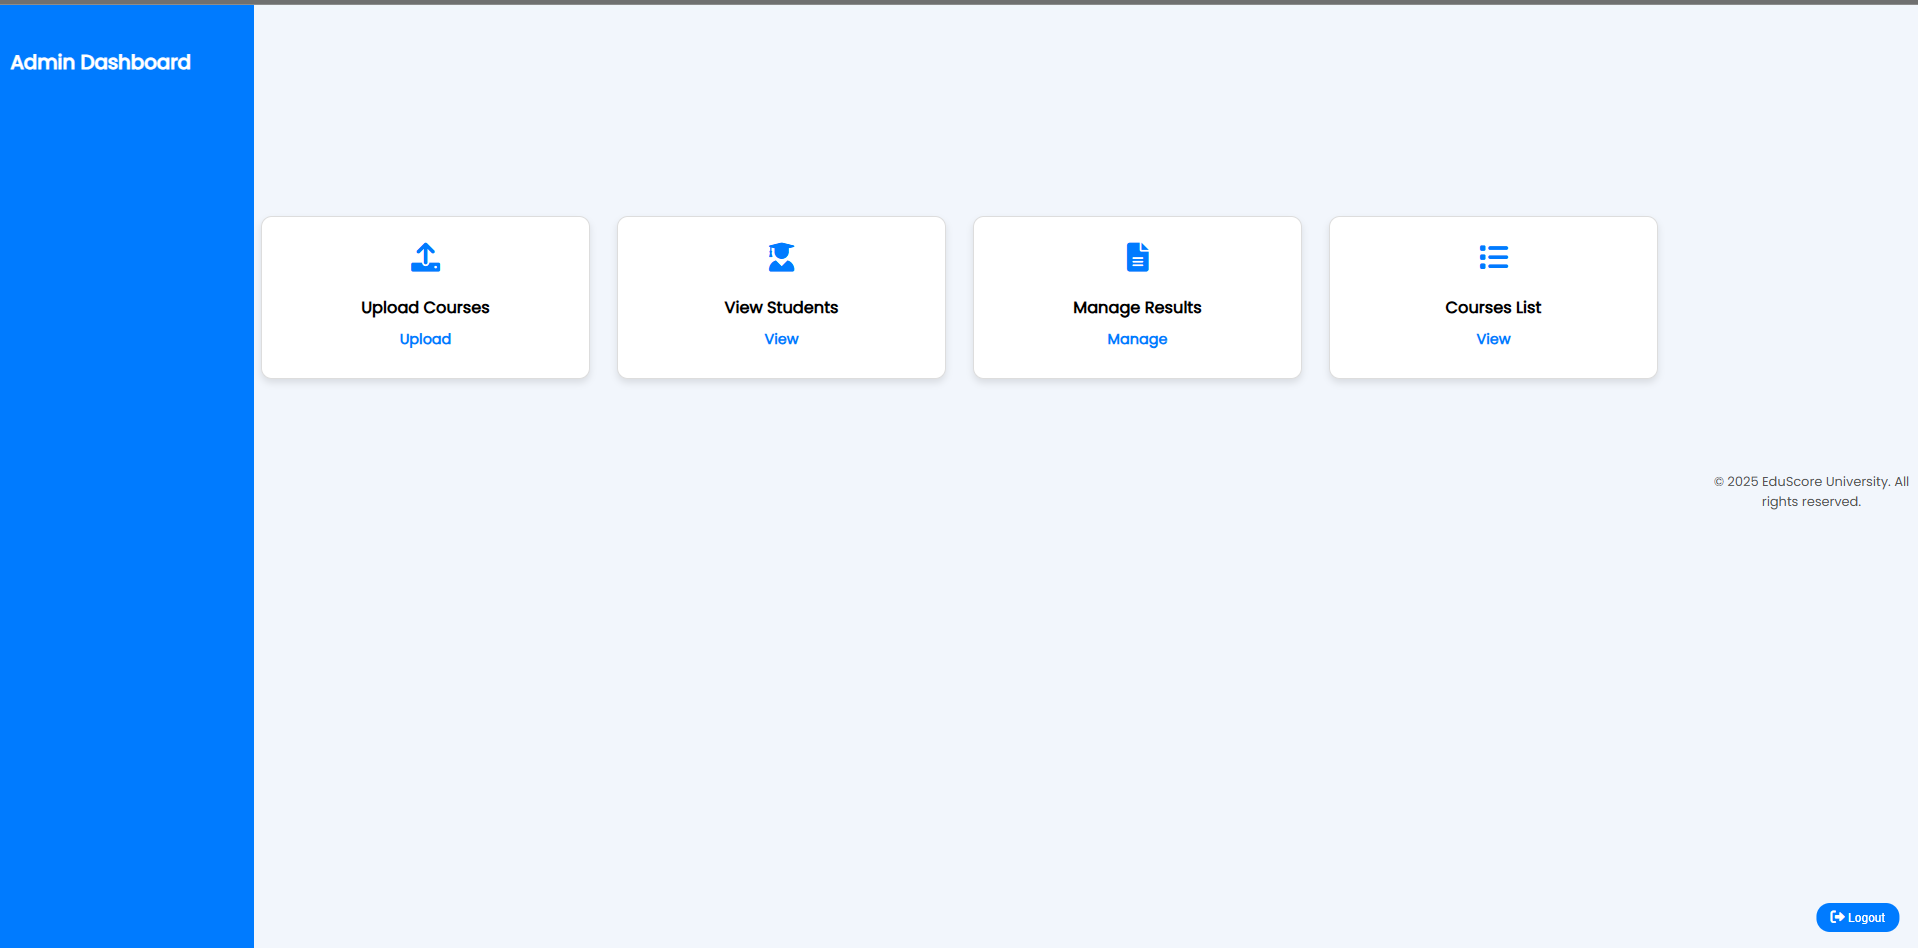 Admin Dashboard
Upload Courses
Upload
View Students
View
Manage Results
Manage
Courses List
View
© 2025 EduScore University. All
rights reserved.
Logout